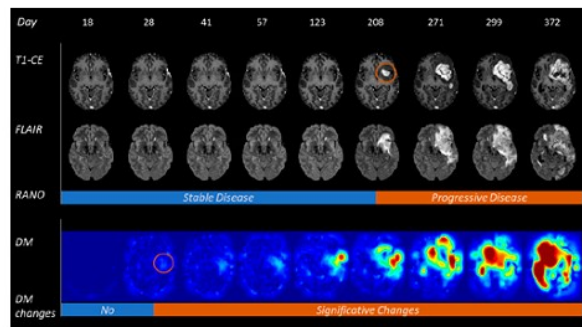 Day 18 28 41 57 123 208 271 299 372
T1-CE
FLAIR
RANO Stable Disease Progressive Disease
DM
DM changes No Significative Changes